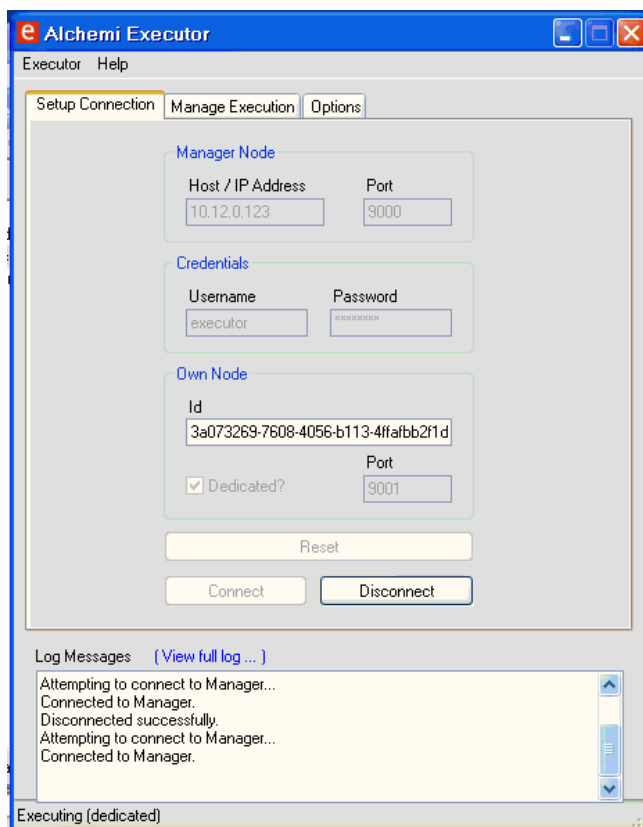 e Alchemi Executor
Executor Help
Setup Connection Manage Execution Options
Manager Node
Host / IP Address Port
10.12.0.123 9000
Credentials
Username Password
executor xxxxxxxx
Own Node
Id
3a073269-7608-4056-b113-4ffafbb2f1d
Port
Dedicated? 9001
Reset
Connect Disconnect
Log Messages ( View full log ... )
Attempting to connect to Manager...
Connected to Manager.
Disconnected successfully.
Attempting to connect to Manager...
Connected to Manager.
Executing (dedicated)